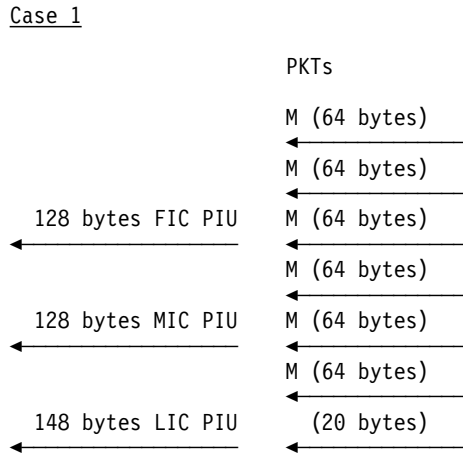 Case 1
PKTs
M (64 bytes)
M (64 bytes)
128 bytes FIC PIU M (64 bytes)
M (64 bytes)
128 bytes MIC PIU M (64 bytes)
M (64 bytes)
148 bytes LIC PIU (20 bytes)